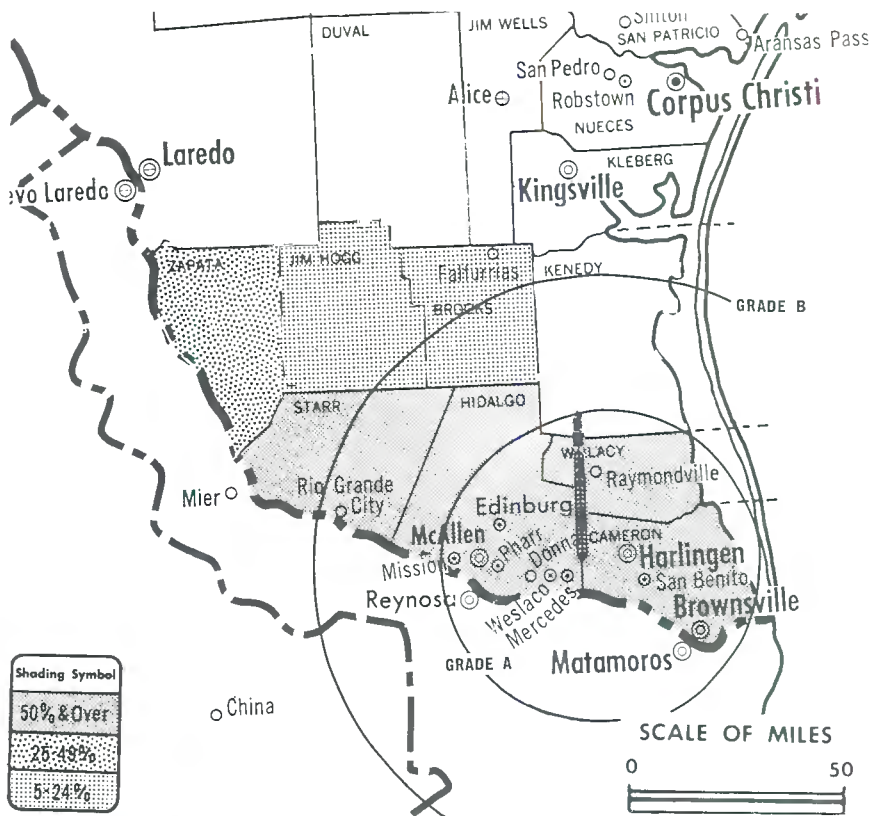 DUVAL
JIM WELLS
Sinton
SAN PATRICIO
Aransas Pass
San Pedro
Alice
Robstown
Corpus Christi
NUECES
Laredo
KLEBERG
evo Laredo
Kingsville
ZAPATA
JIM HOGG
Falfurrias
KENEDY
BROOKS
GRADE B
STARR
HIDALGO
WILLACY
Raymondville
Mier
Rio Grande
City
Edinburg
McAllen
Pharr
Donna
CAMERON
Harlingen
Mission
San Benito
Reynosa
Weslaco
Mercedes
Brownsville
GRADE A
Matamoros
China
Shading Symbol
50% & Over
25-49%
5-24%
SCALE OF MILES
0 50